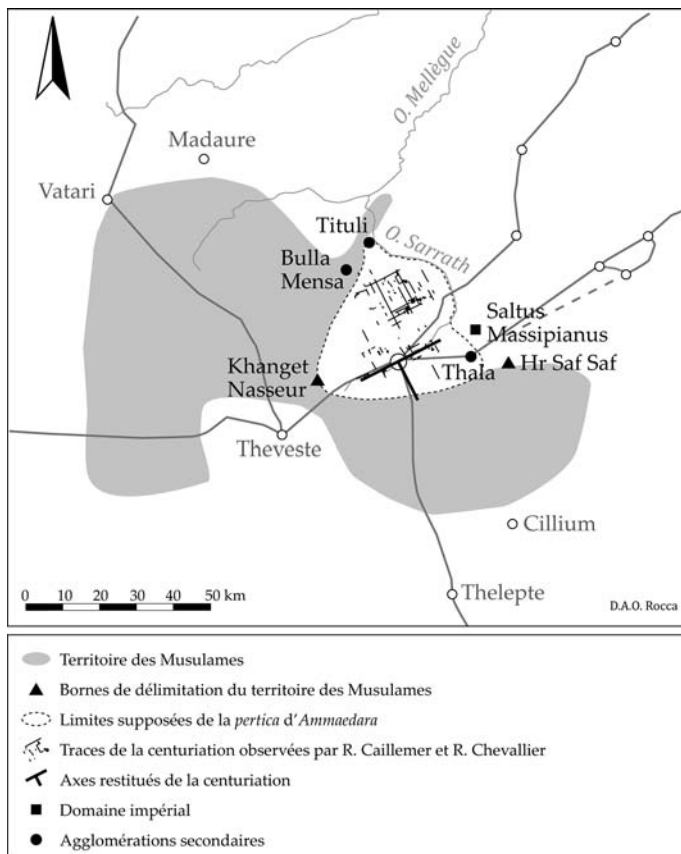 O. Mellègue
Madaure
Vatari
Tituli
O. Sarrath
Bulla
Mensa
Saltus
Massipianus
Khanget
Nasseur
Thala
Hr Saf Saf
Theveste
Cillium
Thelepte
0 10 20 30 40 50 km
D.A.O. Rocca
Territoire des Musulames
Bornes de délimitation du territoire des Musulames
Limites supposées de la pertica d'Ammaedara
Traces de la centuriation observées par R. Caillemer et R. Chevallier
Axes restitués de la centuriation
Domaine impérial
Agglomérations secondaires